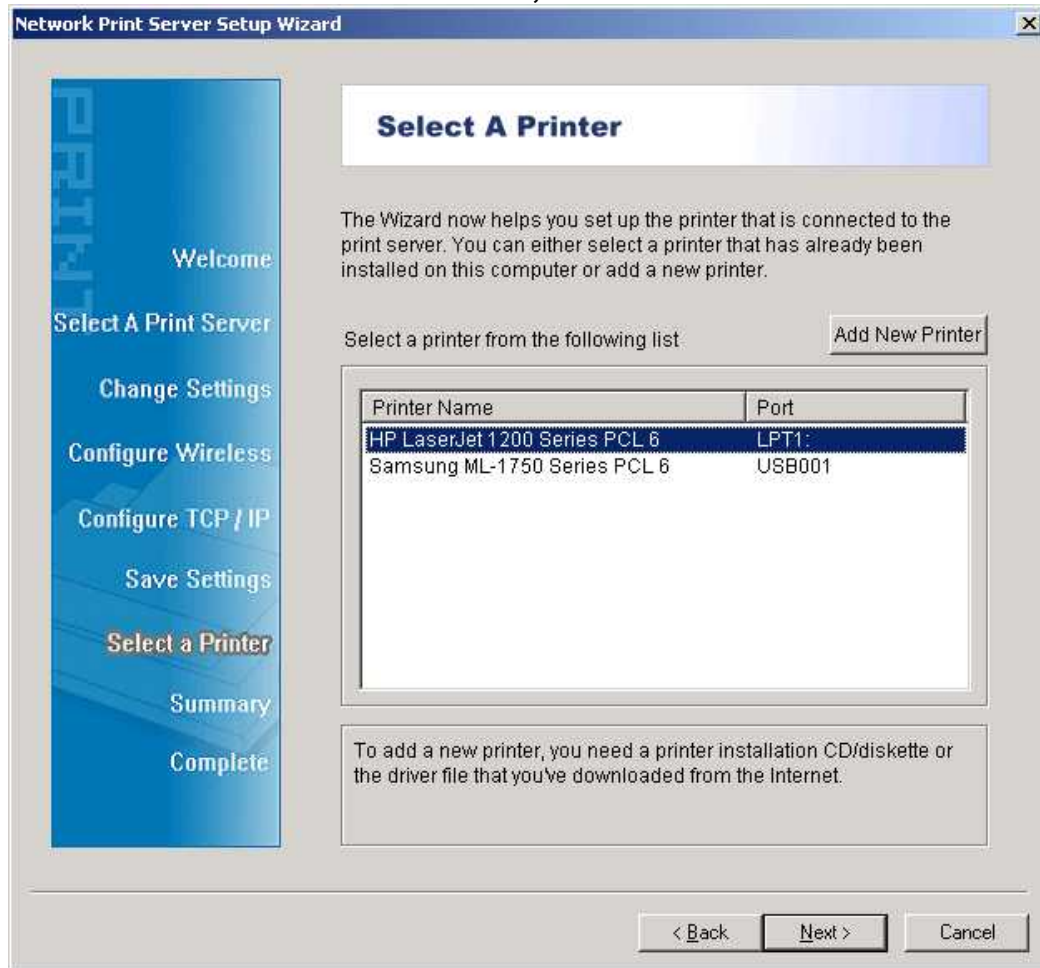 Network Print Server Setup Wizard
PRINT
Welcome
Select A Print Server
Change Settings
Configure Wireless
Configure TCP / IP
Save Settings
Select a Printer
Summary
Complete
Select A Printer
The Wizard now helps you set up the printer that is connected to the
print server. You can either select a printer that has already been
installed on this computer or add a new printer.
Select a printer from the following list
Add New Printer
Printer Name Port
HP LaserJet 1200 Series PCL 6 LPT1:
Samsung ML-1750 Series PCL 6 USB001
To add a new printer, you need a printer installation CD/diskette or
the driver file that you've downloaded from the Internet.
< Back Next > Cancel